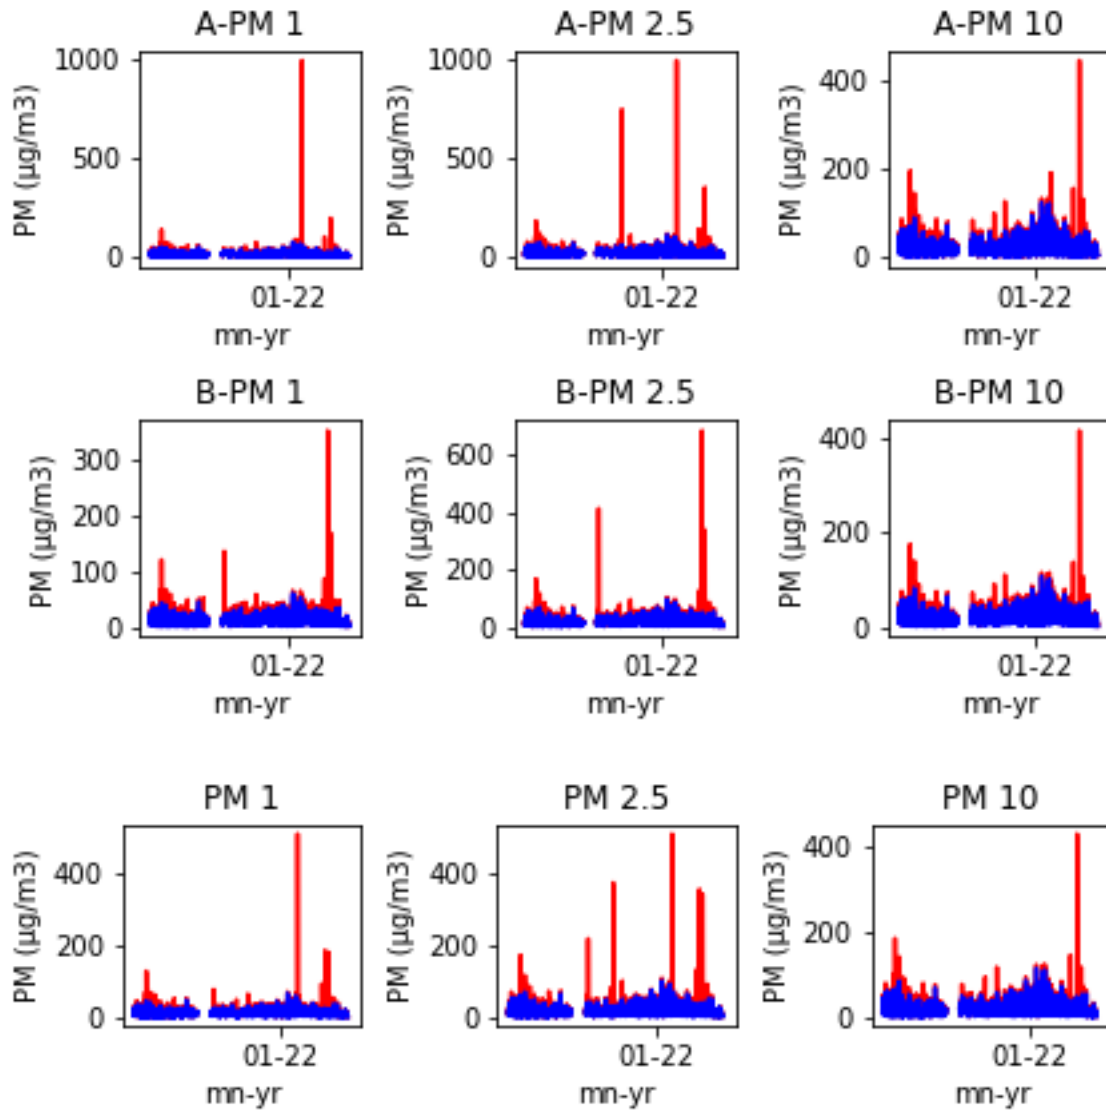 A-PM 1
A-PM 2.5
A-PM 10
PM (µg/m3)
1000
500
0
01-22
mn-yr
PM (µg/m3)
1000
500
0
01-22
mn-yr
PM (µg/m3)
400
200
0
01-22
mn-yr
B-PM 1
B-PM 2.5
B-PM 10
PM (µg/m3)
300
200
100
0
01-22
mn-yr
PM (µg/m3)
600
400
200
0
01-22
mn-yr
PM (µg/m3)
400
200
0
01-22
mn-yr
PM 1
PM 2.5
PM 10
PM (µg/m3)
400
200
0
01-22
mn-yr
PM (µg/m3)
400
200
0
01-22
mn-yr
PM (µg/m3)
400
200
0
01-22
mn-yr